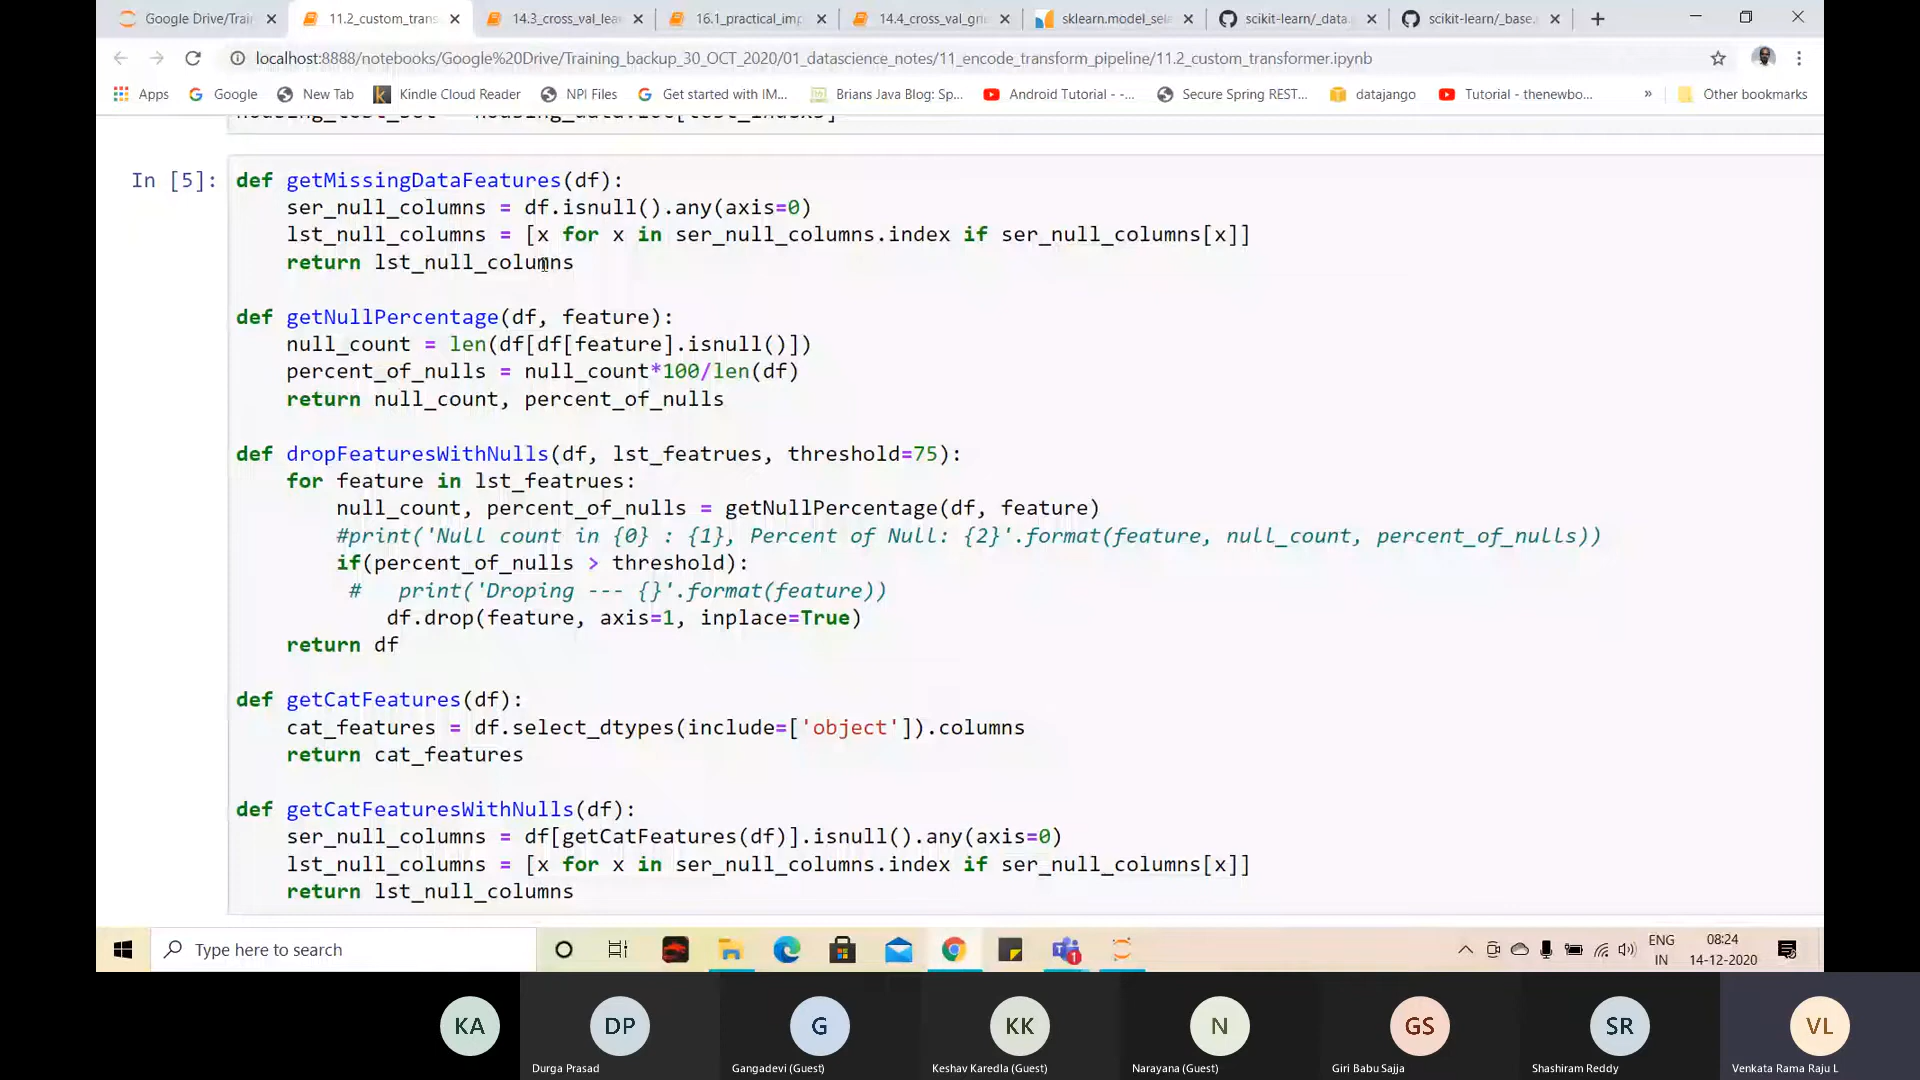 Google Drive/Train
11.2_custom_trans
14.3_cross_val_lea
16.1_practical_imp
14.4_cross_val_gri
sklearn.model_sele
scikit-learn/_data.
scikit-learn/_base.
localhost:8888/notebooks/Google%20Drive/Training_backup_30_OCT_2020/01_datascience_notes/11_encode_transform_pipeline/11.2_custom_transformer.ipynb
Apps
Google
New Tab
Kindle Cloud Reader
NPI Files
Get started with IM...
Brians Java Blog: Sp...
Android Tutorial - -...
Secure Spring REST...
datajango
Tutorial - thenewbo...
»
Other bookmarks
In [5]:
def getMissingDataFeatures(df):
ser_null_columns = df.isnull().any(axis=0)
lst_null_columns = [x for x in ser_null_columns.index if ser_null_columns[x]]
return lst_null_columns
def getNullPercentage(df, feature):
null_count = len(df[df[feature].isnull()])
percent_of_nulls = null_count*100/len(df)
return null_count, percent_of_nulls
def dropFeaturesWithNulls(df, lst_featrues, threshold=75):
for feature in lst_featrues:
null_count, percent_of_nulls = getNullPercentage(df, feature)
#print('Null count in {0} : {1}, Percent of Null: {2}'.format(feature, null_count, percent_of_nulls))
if(percent_of_nulls > threshold):
# print('Droping --- {}'.format(feature))
df.drop(feature, axis=1, inplace=True)
return df
def getCatFeatures(df):
cat_features = df.select_dtypes(include=['object']).columns
return cat_features
def getCatFeaturesWithNulls(df):
ser_null_columns = df[getCatFeatures(df)].isnull().any(axis=0)
lst_null_columns = [x for x in ser_null_columns.index if ser_null_columns[x]]
return lst_null_columns
Type here to search
1
ENG
IN
08:24
14-12-2020
KA
DP
G
KK
N
GS
SR
VL
Durga Prasad
Gangadevi (Guest)
Keshav Karedla (Guest)
Narayana (Guest)
Giri Babu Sajja
Shashiram Reddy
Venkata Rama Raju L